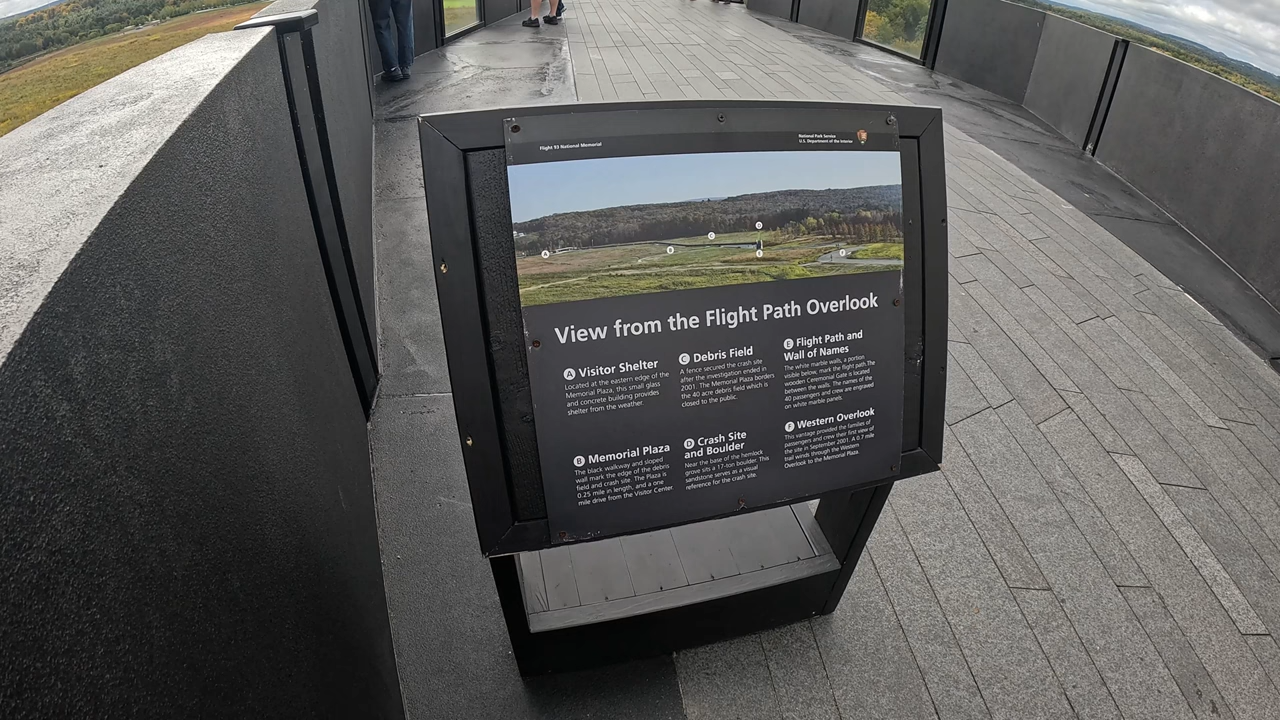 Flight 93 National Memorial
National Park Service
U.S. Department of the Interior
A
B
C
D
E
F
View from the Flight Path Overlook
A Visitor Shelter
Located at the eastern edge of the
Memorial Plaza, this small glass
and concrete building provides
shelter from the weather.
B Memorial Plaza
The black walkway and sloped
wall mark the edge of the debris
field and crash site. The Plaza is
0.25 mile in length, and a one
mile drive from the Visitor Center.
C Debris Field
A fence secured the crash site
after the investigation ended in
2001. The Memorial Plaza borders
the 40 acre debris field which is
closed to the public.
D Crash Site
and Boulder
Near the base of the hemlock
grove sits a 17-ton boulder. This
sandstone serves as a visual
reference for the crash site.
E Flight Path and
Wall of Names
The white marble walls, a portion
visible below, mark the flight path.The
wooden Ceremonial Gate is located
between the walls. The names of the
40 passengers and crew are engraved
on white marble panels.
F Western Overlook
This vantage provided the families of
passengers and crew their first view of
the site in September 2001. A 0.7 mile
trail winds through the Western
Overlook to the Memorial Plaza.